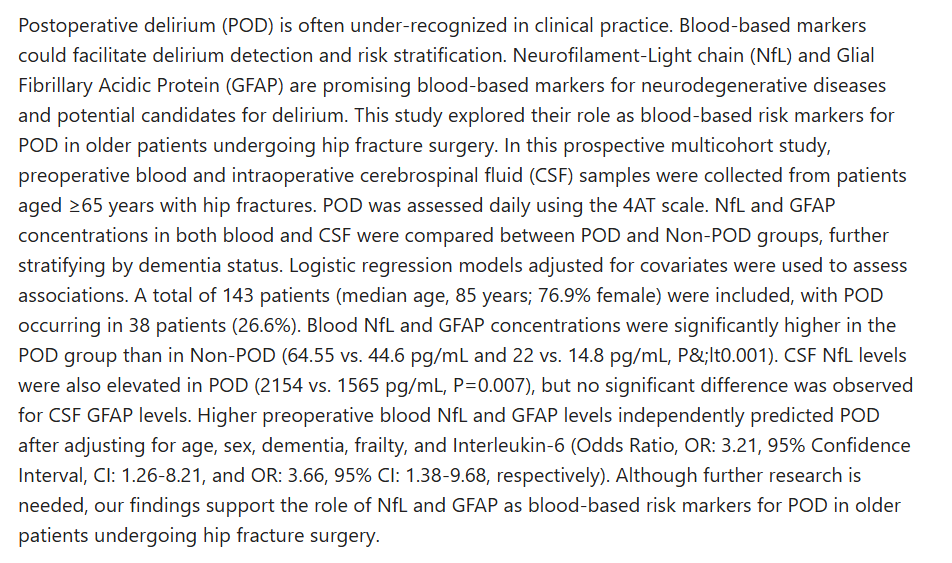 Postoperative delirium (POD) is often under-recognized in clinical practice. Blood-based markers
could facilitate delirium detection and risk stratification. Neurofilament-Light chain (NfL) and Glial
Fibrillary Acidic Protein (GFAP) are promising blood-based markers for neurodegenerative diseases
and potential candidates for delirium. This study explored their role as blood-based risk markers for
POD in older patients undergoing hip fracture surgery. In this prospective multicohort study,
preoperative blood and intraoperative cerebrospinal fluid (CSF) samples were collected from patients
aged ≥65 years with hip fractures. POD was assessed daily using the 4AT scale. NfL and GFAP
concentrations in both blood and CSF were compared between POD and Non-POD groups, further
stratifying by dementia status. Logistic regression models adjusted for covariates were used to assess
associations. A total of 143 patients (median age, 85 years; 76.9% female) were included, with POD
occurring in 38 patients (26.6%). Blood NfL and GFAP concentrations were significantly higher in the
POD group than in Non-POD (64.55 vs. 44.6 pg/mL and 22 vs. 14.8 pg/mL, P&;lt0.001). CSF NfL levels
were also elevated in POD (2154 vs. 1565 pg/mL, P=0.007), but no significant difference was observed
for CSF GFAP levels. Higher preoperative blood NfL and GFAP levels independently predicted POD
after adjusting for age, sex, dementia, frailty, and Interleukin-6 (Odds Ratio, OR: 3.21, 95% Confidence
Interval, CI: 1.26-8.21, and OR: 3.66, 95% CI: 1.38-9.68, respectively). Although further research is
needed, our findings support the role of NfL and GFAP as blood-based risk markers for POD in older
patients undergoing hip fracture surgery.